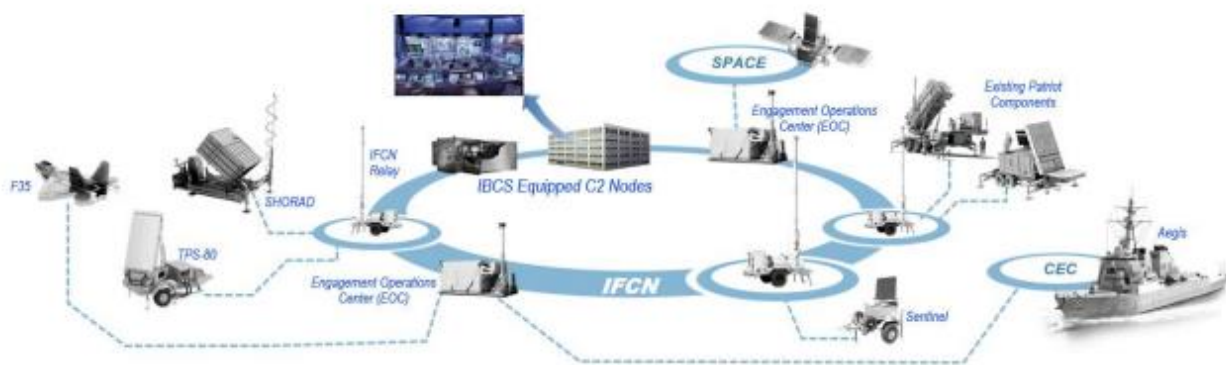 SPACE
Existing Patriot
Components
Engagement Operations
Center (EOC)
IFCN
Relay
IBCS Equipped C2 Nodes
F35
SHORAD
TPS-80
Aegis
Engagement Operations
Center (EOC)
IFCN
CEC
Sentinel